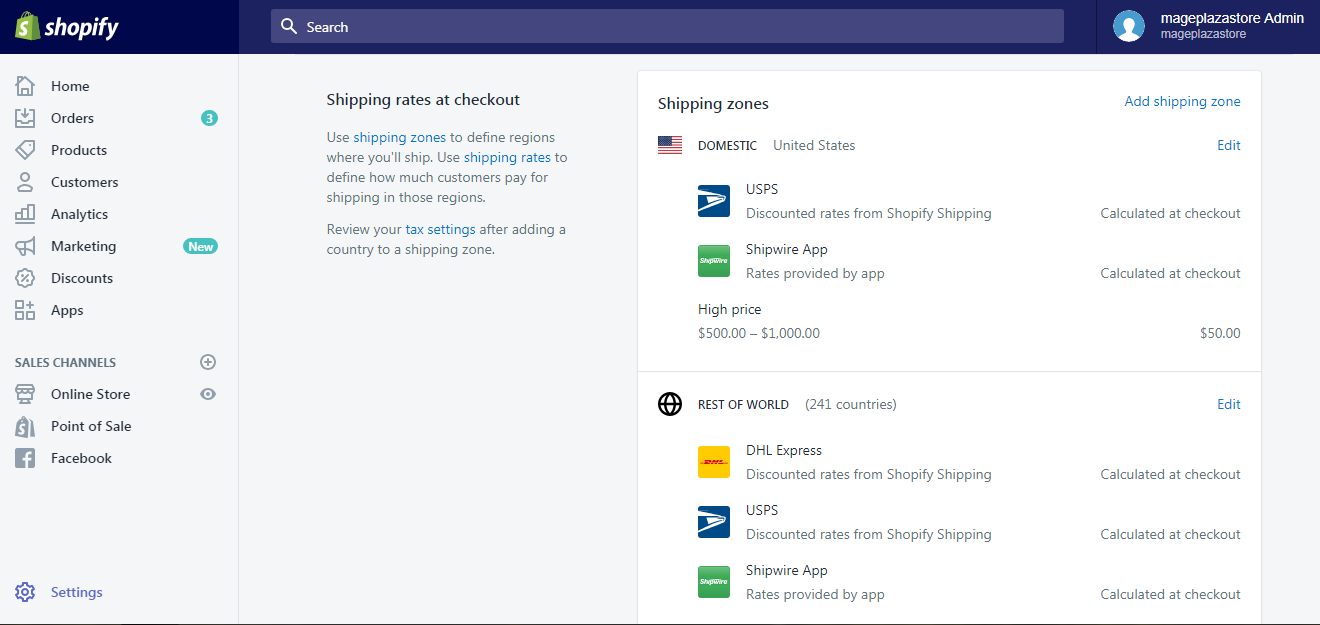 shopify
Search
mageplazastore Admin
mageplazastore
Home
Orders 3
Products
Customers
Analytics
Marketing New
Discounts
Apps
SALES CHANNELS
Online Store
Point of Sale
Facebook
Settings
Shipping rates at checkout
Use shipping zones to define regions
where you'll ship. Use shipping rates to
define how much customers pay for
shipping in those regions.
Review your tax settings after adding a
country to a shipping zone.
Shipping zones Add shipping zone
DOMESTIC United States Edit
USPS
Discounted rates from Shopify Shipping Calculated at checkout
ShipWire
Shipwire App
Rates provided by app Calculated at checkout
High price
$500.00 – $1,000.00 $50.00
REST OF WORLD (241 countries) Edit
DHL
DHL Express
Discounted rates from Shopify Shipping Calculated at checkout
USPS
Discounted rates from Shopify Shipping Calculated at checkout
ShipWire
Shipwire App
Rates provided by app Calculated at checkout